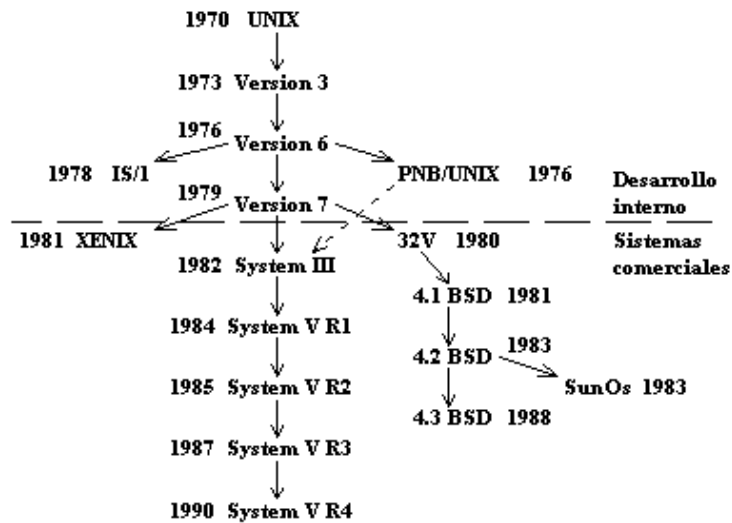 1970 UNIX
1973 Version 3
1976 Version 6
1978 IS/1
PNB/UNIX 1976
Desarrollo
interno
1979 Version 7
1981 XENIX
32V 1980
Sistemas
comerciales
1982 System III
4.1 BSD 1981
1984 System V R1
4.2 BSD 1983
1985 System V R2
SunOs 1983
4.3 BSD 1988
1987 System V R3
1990 System V R4